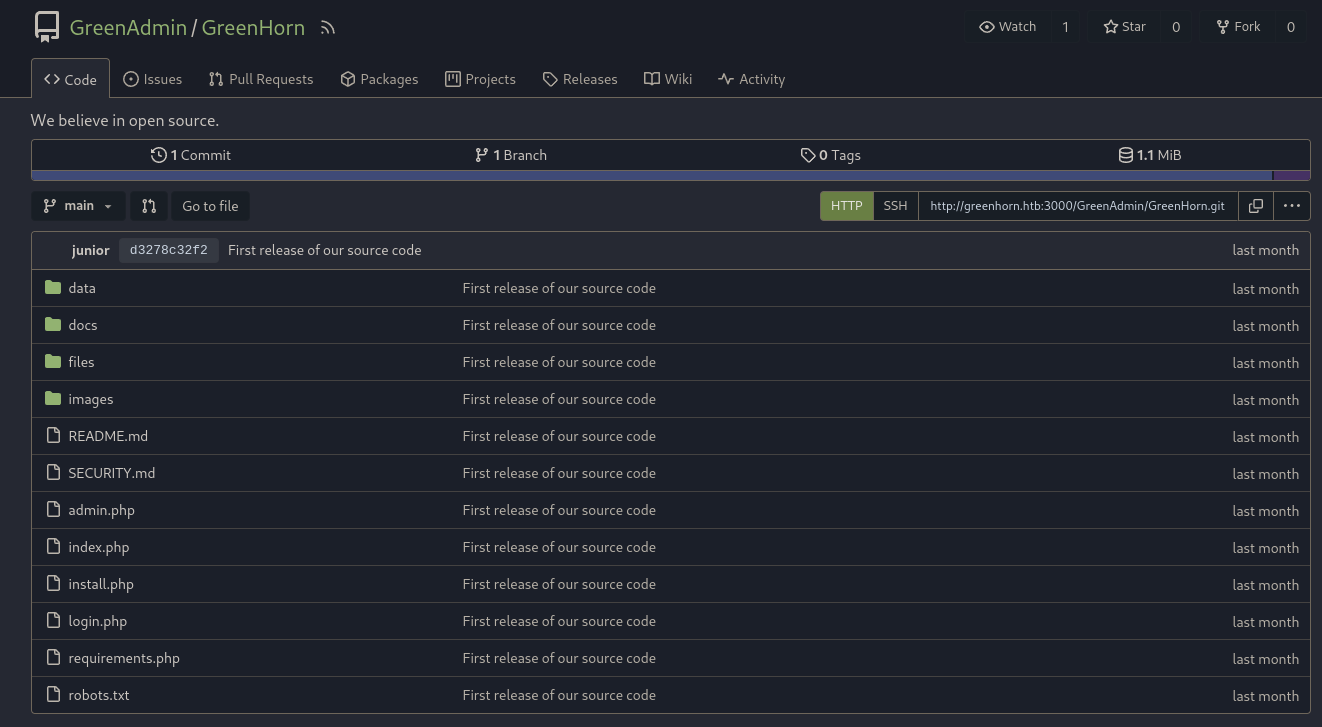 GreenAdmin / GreenHorn Watch 1 Star 0 Fork 0
Code Issues Pull Requests Packages Projects Releases Wiki Activity
We believe in open source.
1 Commit 1 Branch 0 Tags 1.1 MiB
main Go to file HTTP SSH http://greenhorn.htb:3000/GreenAdmin/GreenHorn.git
junior d3278c32f2 First release of our source code last month
data First release of our source code last month
docs First release of our source code last month
files First release of our source code last month
images First release of our source code last month
README.md First release of our source code last month
SECURITY.md First release of our source code last month
admin.php First release of our source code last month
index.php First release of our source code last month
install.php First release of our source code last month
login.php First release of our source code last month
requirements.php First release of our source code last month
robots.txt First release of our source code last month